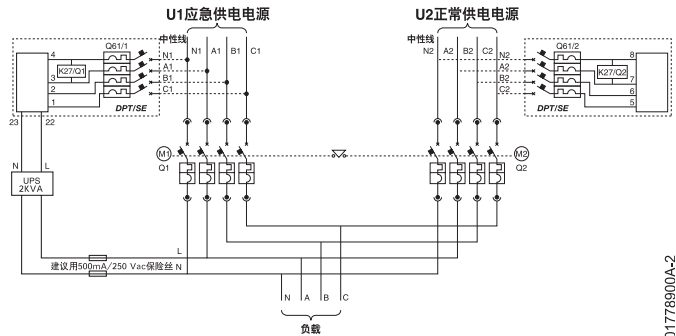 U1应急供电电源
U2正常供电电源
中性线
N1 A1 B1 C1
中性线
N2 A2 B2 C2
Q61/1
N1
A1
B1
C1
4
3
2
1
K27/Q1
DPT/SE
23 22
N2
A2
B2
C2
Q61/2
K27/Q2
8
7
6
5
DPT/SE
M1
Q1
M2
Q2
N L
UPS
2KVA
L
建议用500mA/250 Vac保险丝 N
N A B C
负载
01778900A-2